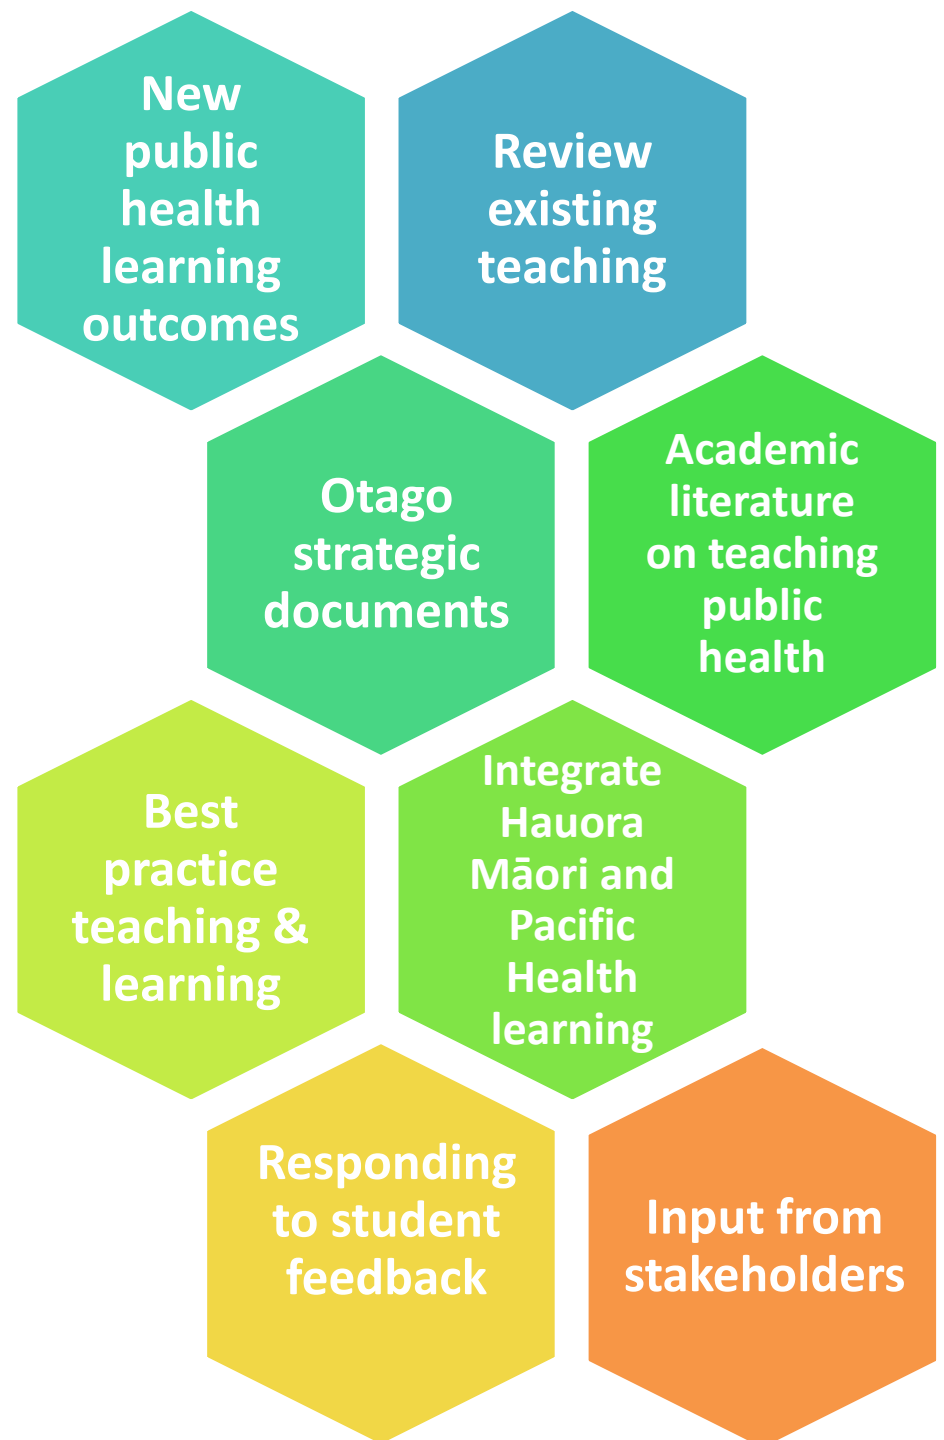 New
public
health
learning
outcomes
Review
existing
teaching
Otago
strategic
documents
Academic
literature
on teaching
public
health
Best
practice
teaching &
learning
Integrate
Hauora
Māori and
Pacific
Health
learning
Responding
to student
feedback
Input from
stakeholders